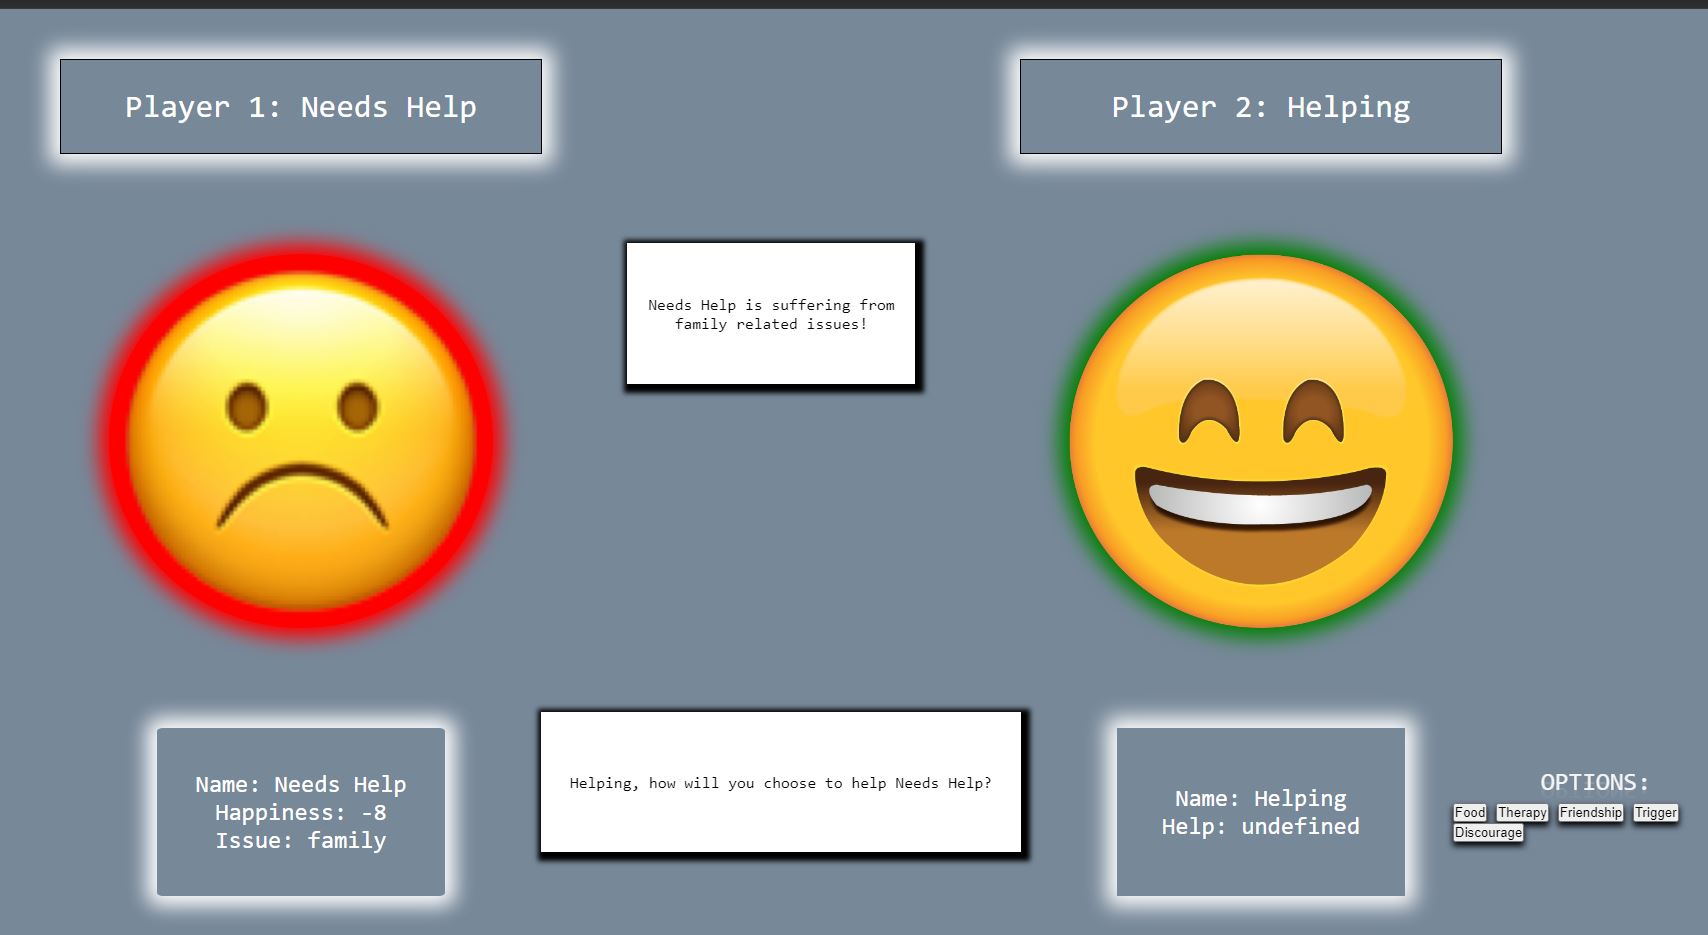 Player 1: Needs Help
Player 2: Helping
Needs Help is suffering from
family related issues!
Name: Needs Help
Happiness: -8
Issue: family
Helping, how will you choose to help Needs Help?
Name: Helping
Help: undefined
OPTIONS:
Food Therapy Friendship Trigger
Discourage